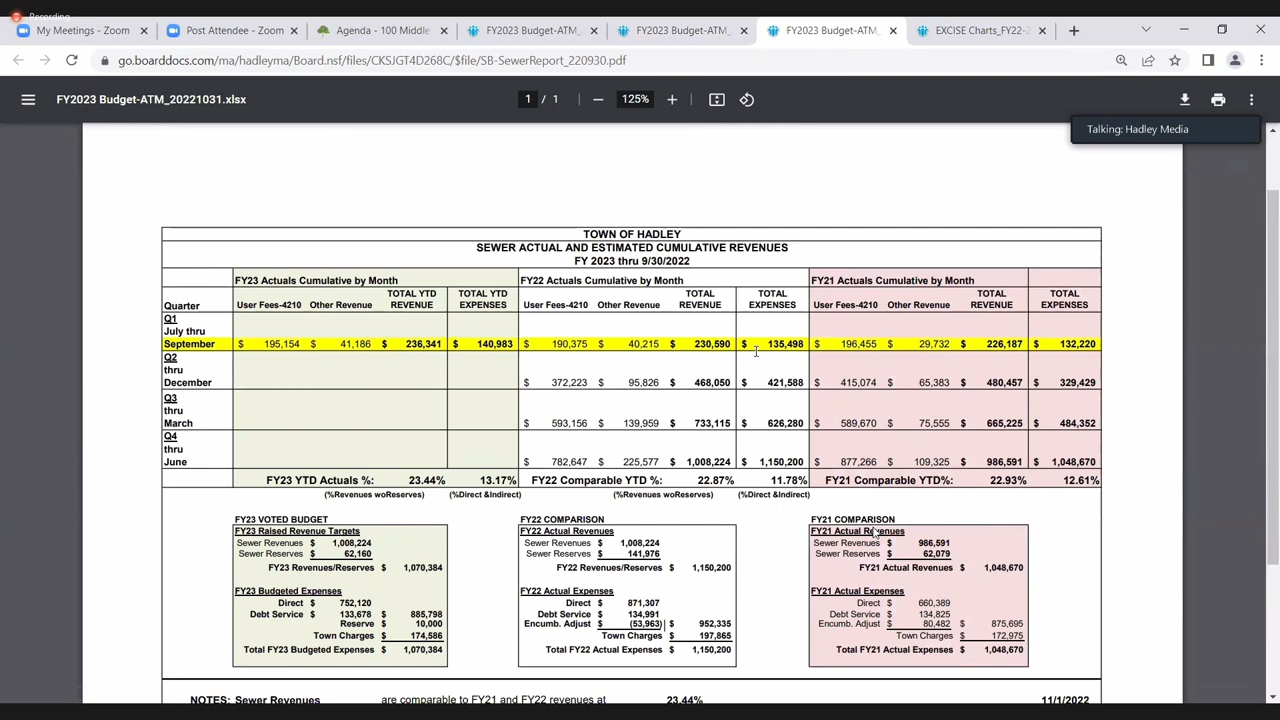 Recording
My Meetings - Zoom
Post Attendee - Zoom
Agenda - 100 Middle
FY2023 Budget-ATM_
FY2023 Budget-ATM_
FY2023 Budget-ATM_
EXCISE Charts_FY22-2
go.boarddocs.com/ma/hadleyma/Board.nsf/files/CKSJGT4D268C/$file/SB-SewerReport_220930.pdf
FY2023 Budget-ATM_20221031.xlsx 1 / 1 125%
Talking: Hadley Media
TOWN OF HADLEY
SEWER ACTUAL AND ESTIMATED CUMULATIVE REVENUES
FY 2023 thru 9/30/2022
FY23 Actuals Cumulative by Month FY22 Actuals Cumulative by Month FY21 Actuals Cumulative by Month
TOTAL YTD TOTAL YTD TOTAL TOTAL TOTAL TOTAL
Quarter User Fees-4210 Other Revenue REVENUE EXPENSES User Fees-4210 Other Revenue REVENUE EXPENSES User Fees-4210 Other Revenue REVENUE EXPENSES
Q1
July thru
September $ 195,154 $ 41,186 $ 236,341 $ 140,983 $ 190,375 $ 40,215 $ 230,590 $ 135,498 $ 196,455 $ 29,732 $ 226,187 $ 132,220
Q2
thru
December $ 372,223 $ 95,826 $ 468,050 $ 421,588 $ 415,074 $ 65,383 $ 480,457 $ 329,429
Q3
thru
March $ 593,156 $ 139,959 $ 733,115 $ 626,280 $ 589,670 $ 75,555 $ 665,225 $ 484,352
Q4
thru
June $ 782,647 $ 225,577 $ 1,008,224 $ 1,150,200 $ 877,266 $ 109,325 $ 986,591 $ 1,048,670
FY23 YTD Actuals %: 23.44% 13.17% FY22 Comparable YTD %: 22.87% 11.78% FY21 Comparable YTD%: 22.93% 12.61%
(%Revenues woReserves) (%Direct &Indirect) (%Revenues woReserves) (%Direct &Indirect)
FY23 VOTED BUDGET FY22 COMPARISON FY21 COMPARISON
FY23 Raised Revenue Targets FY22 Actual Revenues FY21 Actual Revenues
Sewer Revenues $ 1,008,224 Sewer Revenues $ 1,008,224 Sewer Revenues $ 986,591
Sewer Reserves $ 62,160 Sewer Reserves $ 141,976 Sewer Reserves $ 62,079
FY23 Revenues/Reserves $ 1,070,384 FY22 Revenues/Reserves $ 1,150,200 FY21 Actual Revenues $ 1,048,670
FY23 Budgeted Expenses FY22 Actual Expenses FY21 Actual Expenses
Direct $ 752,120 Direct $ 871,307 Direct $ 660,389
Debt Service $ 133,678 $ 885,798 Debt Service $ 134,991 Debt Service $ 134,825
Reserve $ 10,000 Encumb. Adjust $ (53,963) $ 952,335 Encumb. Adjust $ 80,482 $ 875,695
Town Charges $ 174,586 Town Charges $ 197,865 Town Charges $ 172,975
Total FY23 Budgeted Expenses $ 1,070,384 Total FY22 Actual Expenses $ 1,150,200 Total FY21 Actual Expenses $ 1,048,670
NOTES: Sewer Revenues are comparable to FY21 and FY22 revenues at 23.44% 11/1/2022